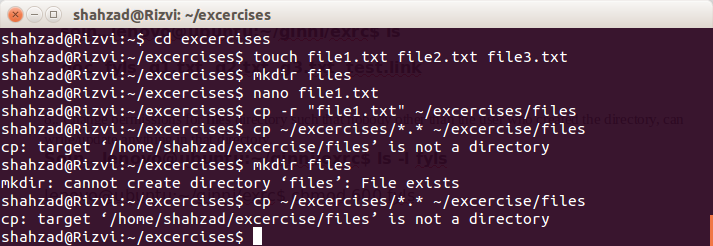 shahzad@Rizvi: ~/excercises
shahzad@Rizvi:~$ cd excercises
shahzad@Rizvi:~/excercises$ touch file1.txt file2.txt file3.txt
shahzad@Rizvi:~/excercises$ mkdir files
shahzad@Rizvi:~/excercises$ nano file1.txt
shahzad@Rizvi:~/excercises$ cp -r "file1.txt" ~/excercises/files
shahzad@Rizvi:~/excercises$ cp ~/excercises/*.* ~/excercise/files
cp: target ‘/home/shahzad/excercise/files’ is not a directory
shahzad@Rizvi:~/excercises$ mkdir files
mkdir: cannot create directory ‘files’: File exists
shahzad@Rizvi:~/excercises$ cp ~/excercises/*.* ~/excercise/files
cp: target ‘/home/shahzad/excercise/files’ is not a directory
shahzad@Rizvi:~/excercises$